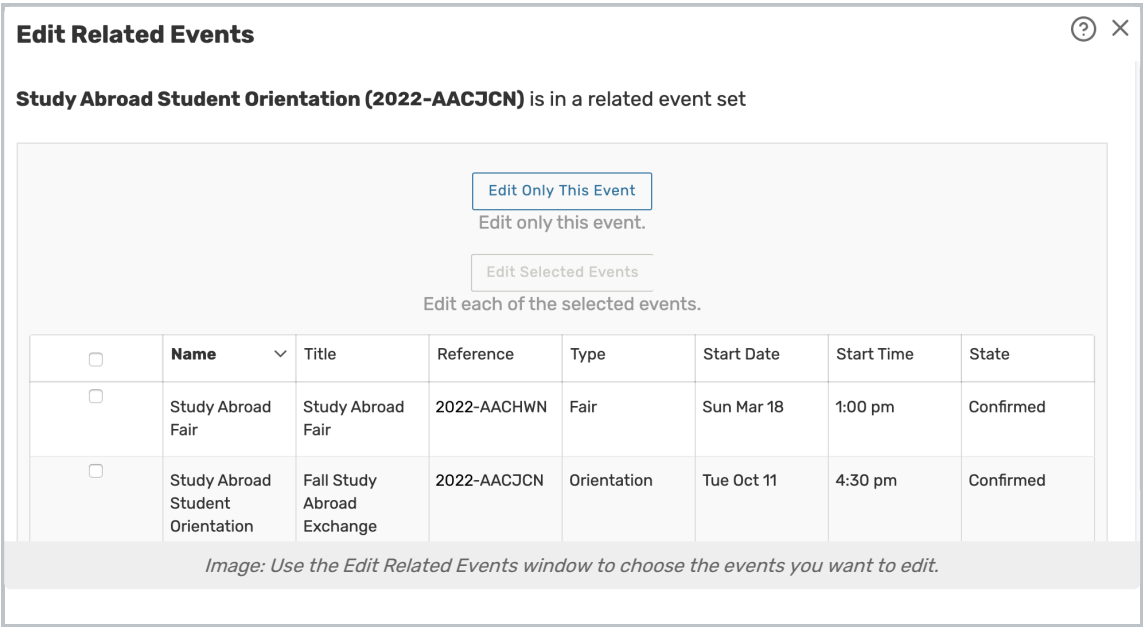 Edit Related Events
Study Abroad Student Orientation (2022-AACJCN) is in a related event set
Edit Only This Event
Edit only this event.
Edit Selected Events
Edit each of the selected events.
Name Title Reference Type Start Date Start Time State
Study Abroad Study Abroad 2022-AACHWN Fair Sun Mar 18 1:00 pm Confirmed
Fair Fair
Study Abroad Fall Study 2022-AACJCN Orientation Tue Oct 11 4:30 pm Confirmed
Student Abroad
Orientation Exchange
Image: Use the Edit Related Events window to choose the events you want to edit.